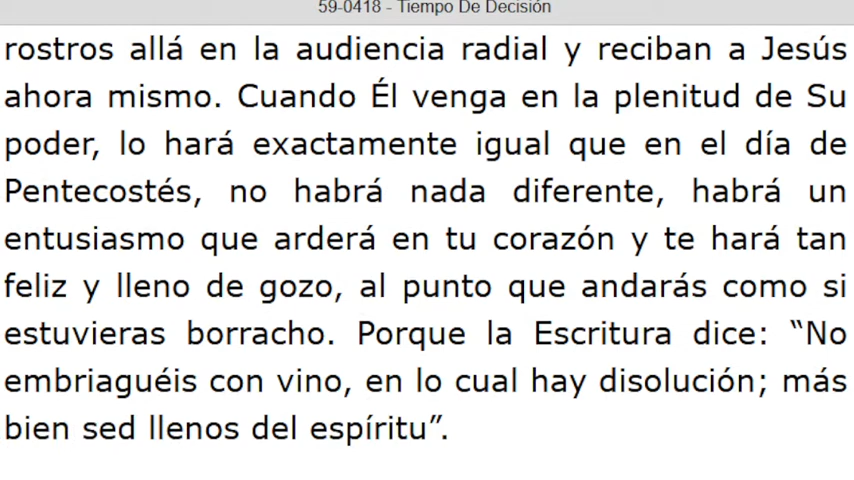 59-0418 - Tiempo De Decisión
rostros allá en la audiencia radial y reciban a Jesús
ahora mismo. Cuando Él venga en la plenitud de Su
poder, lo hará exactamente igual que en el día de
Pentecostés, no habrá nada diferente, habrá un
entusiasmo que arderá en tu corazón y te hará tan
feliz y lleno de gozo, al punto que andarás como si
estuvieras borracho. Porque la Escritura dice: “No
embriaguéis con vino, en lo cual hay disolución; más
bien sed llenos del espíritu”.